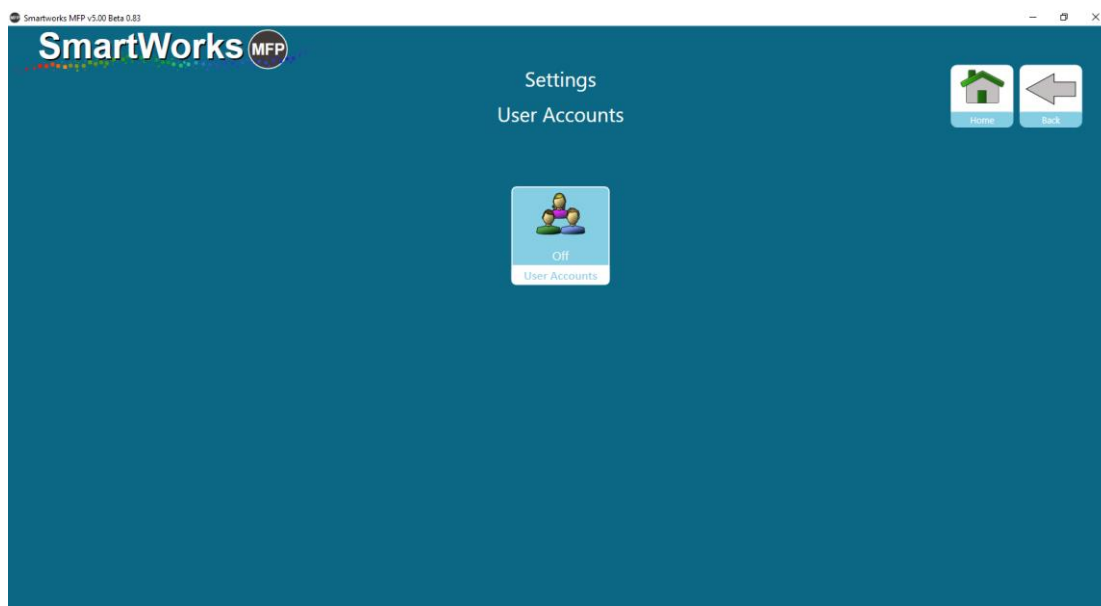 Smartworks MFP v5.00 Beta 0.83
SmartWorks MFP
Settings
User Accounts
Home
Back
Off
User Accounts